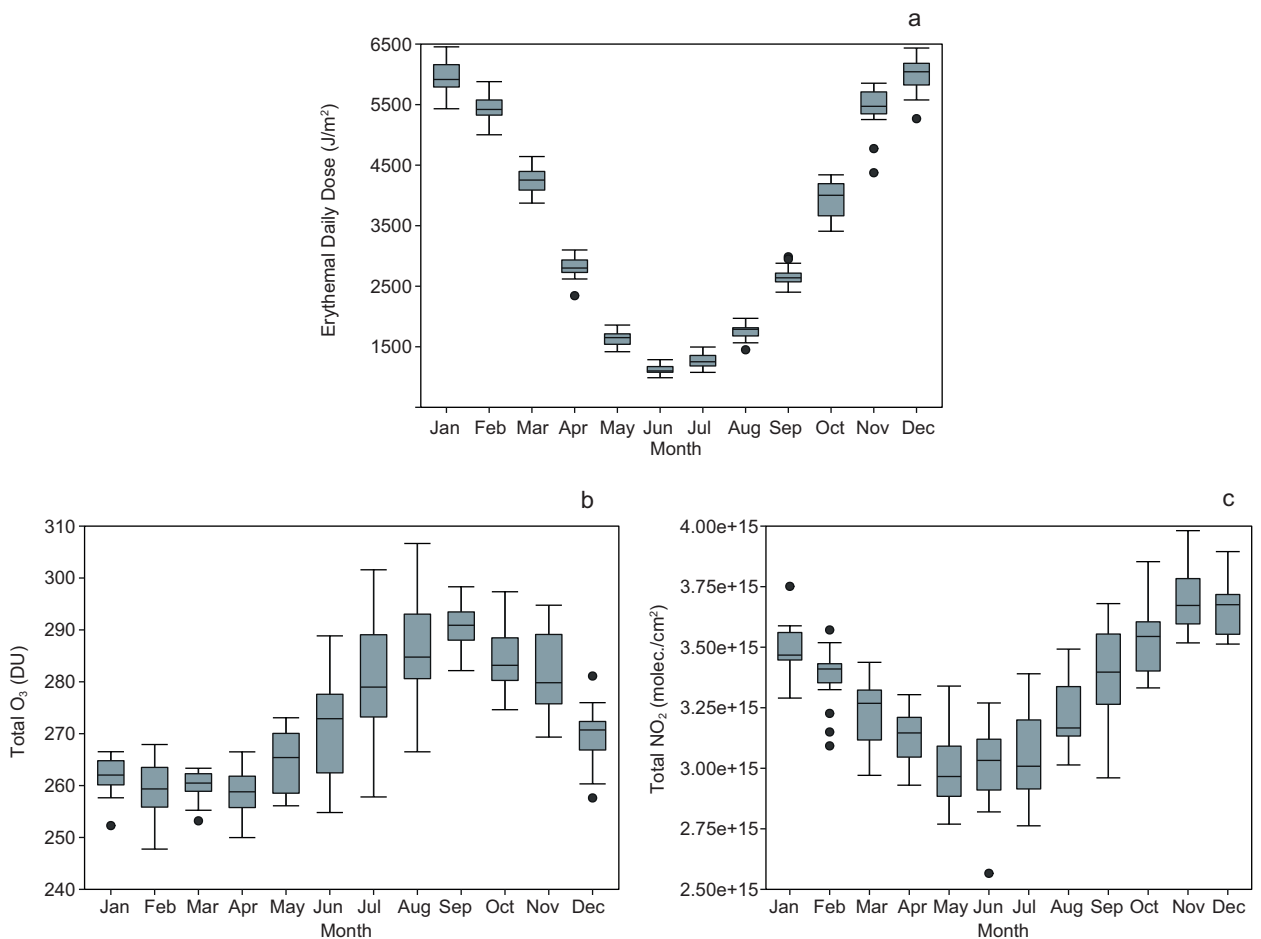 a
Erythemal Daily Dose (J/m²)
6500
5500
4500
3500
2500
1500
Jan Feb Mar Apr May Jun Jul Aug Sep Oct Nov Dec
Month
b
Total O₃ (DU)
310
300
290
280
270
260
250
240
Jan Feb Mar Apr May Jun Jul Aug Sep Oct Nov Dec
Month
c
Total NO₂ (molec./cm²)
4.00e+15
3.75e+15
3.50e+15
3.25e+15
3.00e+15
2.75e+15
2.50e+15
Jan Feb Mar Apr May Jun Jul Aug Sep Oct Nov Dec
Month